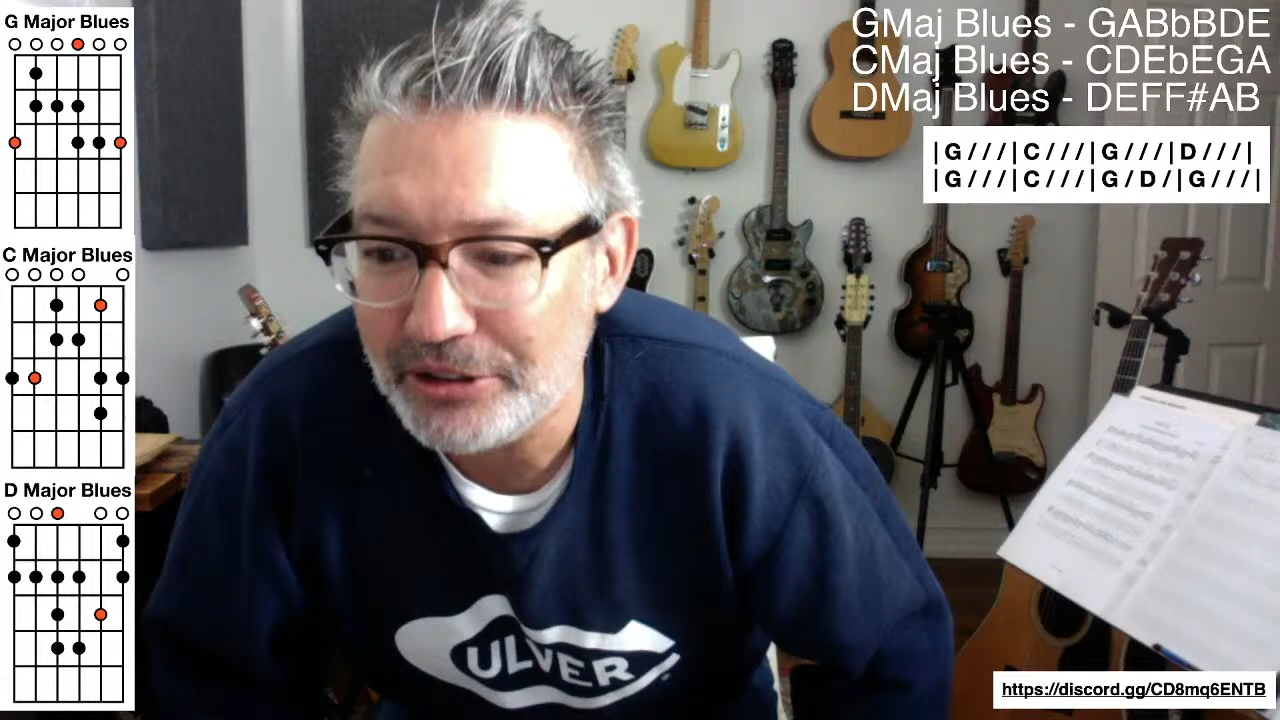 G Major Blues
C Major Blues
D Major Blues
GMaj Blues - GABbBDE
CMaj Blues - CDEbEGA
DMaj Blues - DEFF#AB
| G / / / | C / / / | G / / / | D / / / |
| G / / / | C / / / | G / D / | G / / / |
ULVER
https://discord.gg/CD8mq6ENTB